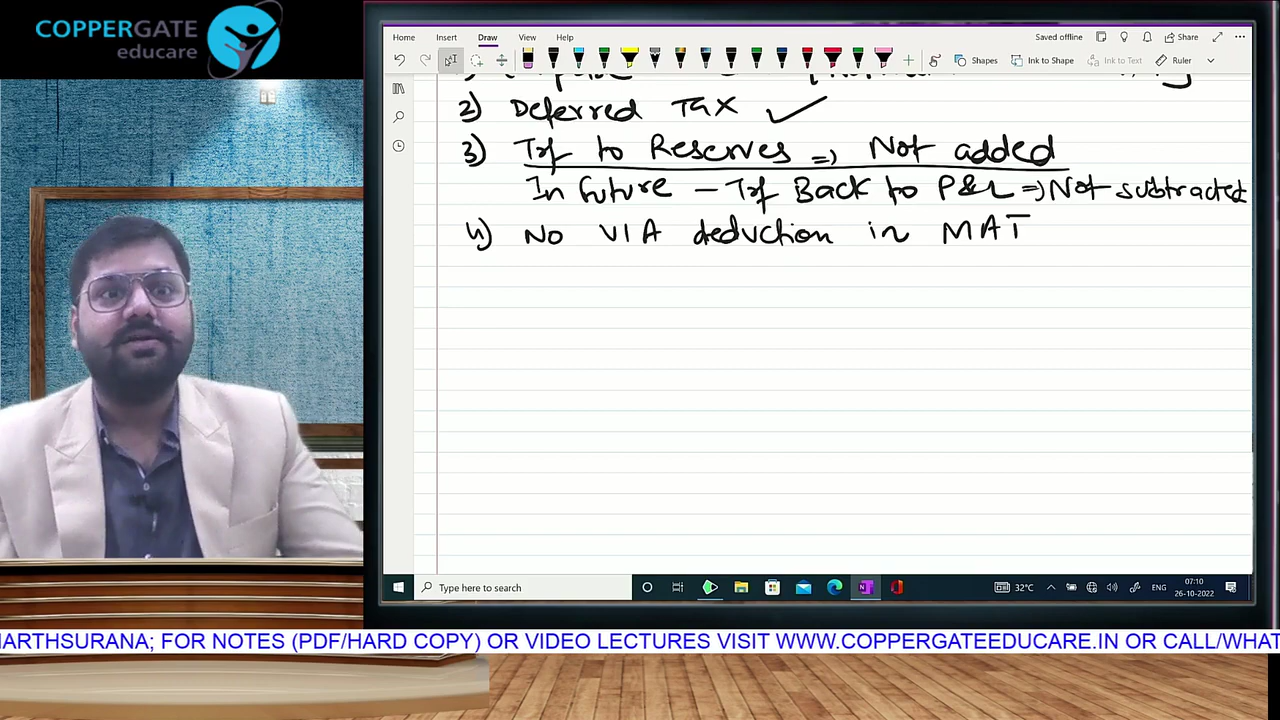 COPPERGATE
educare
Home Insert Draw View Help
Saved offline
Share
Shapes
Ink to Shape
Ink to Text
Ruler
2) Deferred Tax ✓
3) Trf to Reserves => Not added
In future - Trf Back to P&L => Not subtracted
4) No VIA deduction in MAT
Type here to search
32°C
ENG
07:10
26-10-2022
HARTHSURANA; FOR NOTES (PDF/HARD COPY) OR VIDEO LECTURES VISIT WWW.COPPERGATEEDUCARE.IN OR CALL/WHAT